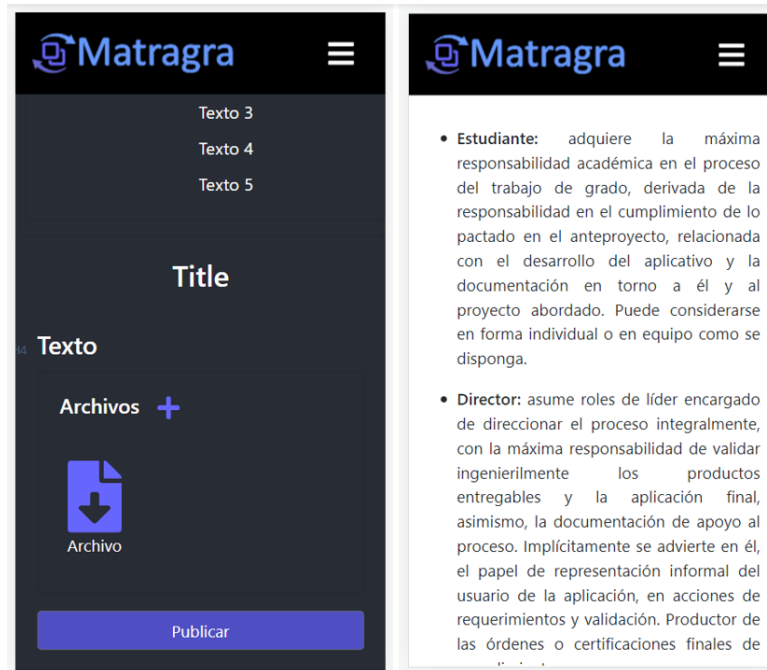 Matragra
Texto 3
Texto 4
Texto 5
Title
H4
Texto
Archivos
Archivo
Publicar
Matragra
• Estudiante: adquiere la máxima
responsabilidad académica en el proceso
del trabajo de grado, derivada de la
responsabilidad en el cumplimiento de lo
pactado en el anteproyecto, relacionada
con el desarrollo del aplicativo y la
documentación en torno a él y al
proyecto abordado. Puede considerarse
en forma individual o en equipo como se
disponga.
• Director: asume roles de líder encargado
de direccionar el proceso integralmente,
con la máxima responsabilidad de validar
ingenierilmente los productos
entregables y la aplicación final,
asimismo, la documentación de apoyo al
proceso. Implícitamente se advierte en él,
el papel de representación informal del
usuario de la aplicación, en acciones de
requerimientos y validación. Productor de
las órdenes o certificaciones finales de